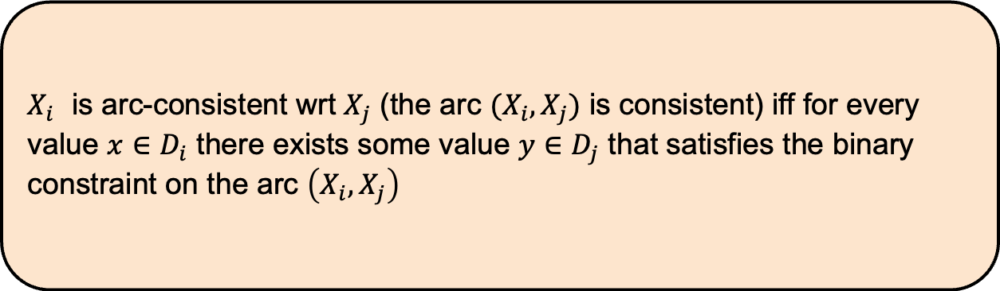 Xᵢ is arc-consistent wrt Xⱼ (the arc (Xᵢ, Xⱼ) is consistent) iff for every
value x ∈ Dᵢ there exists some value y ∈ Dⱼ that satisfies the binary
constraint on the arc (Xᵢ, Xⱼ)